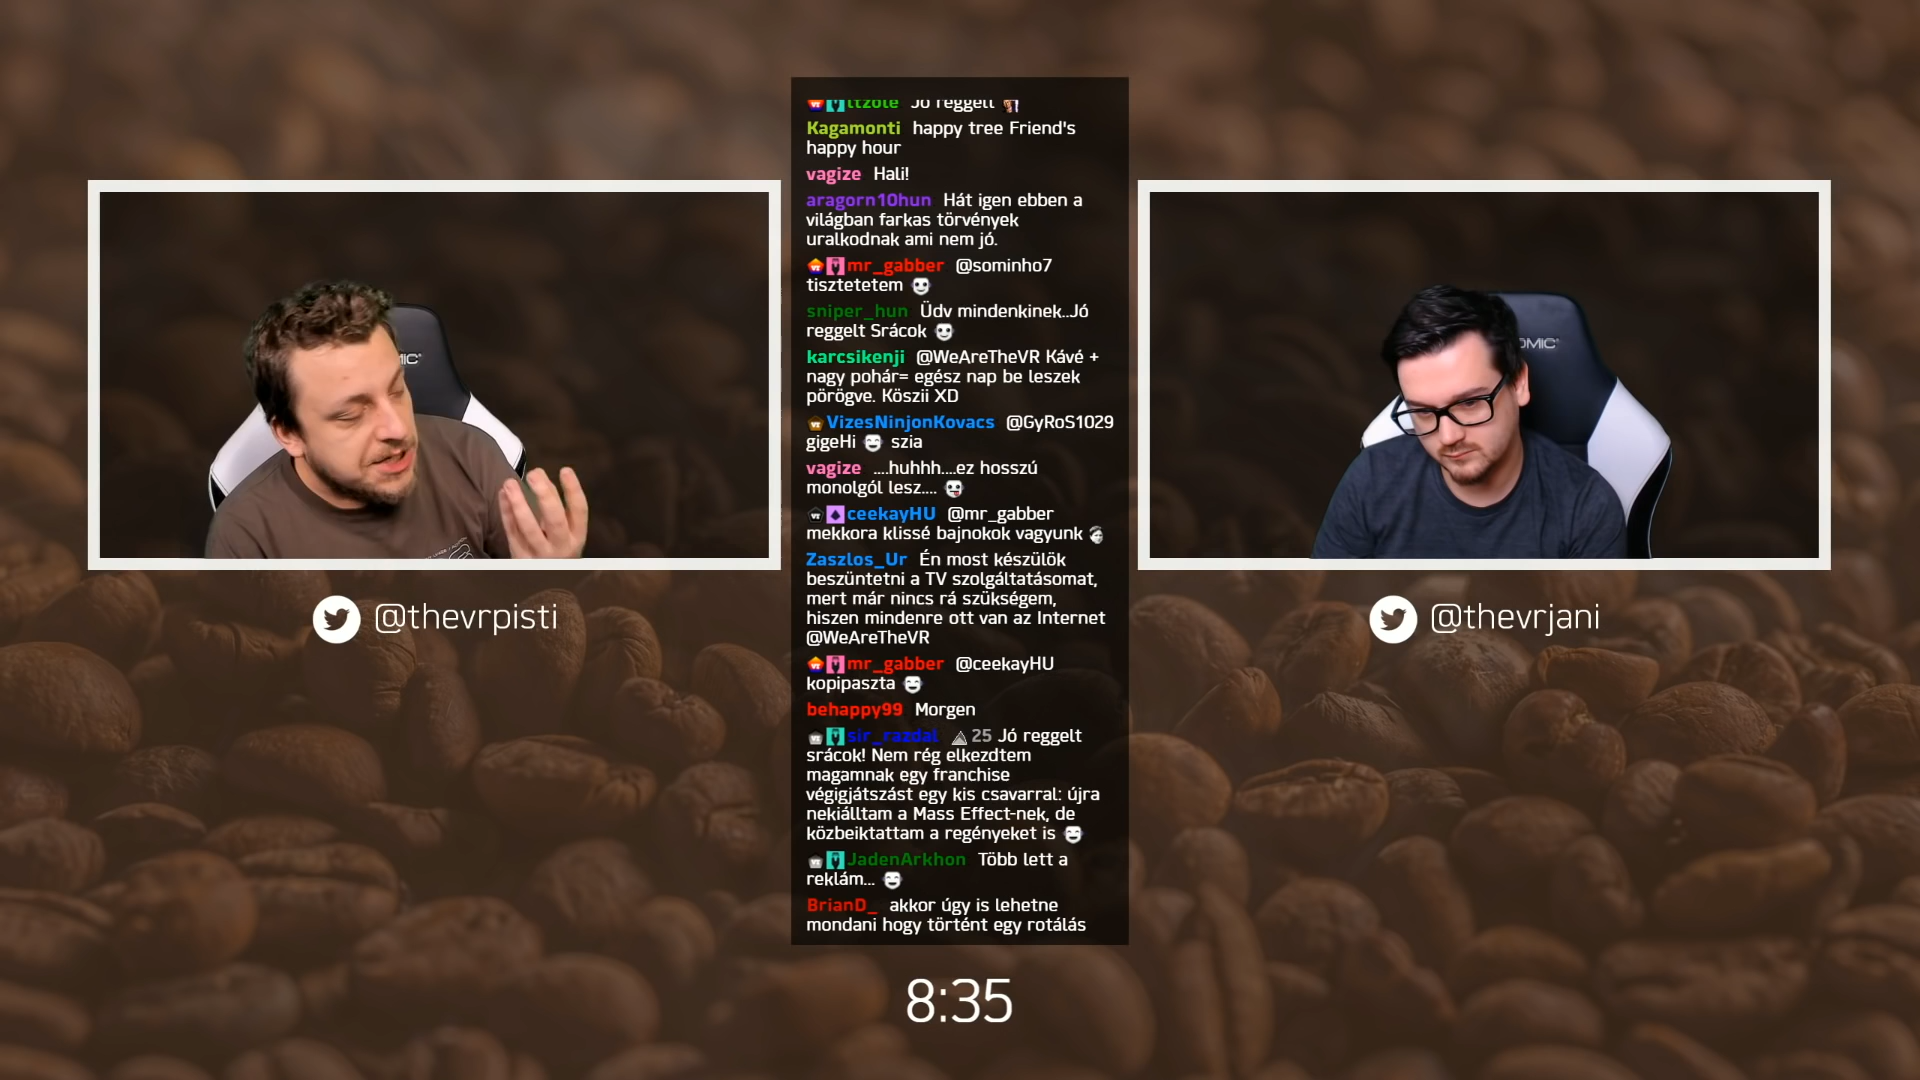 ttzole Jó reggelt
Kagamonti happy tree Friend's
happy hour
vagize Hali!
aragorn10hun Hát igen ebben a
világban farkas törvények
uralkodnak ami nem jó.
mr_gabber @sominho7
tisztetetem
sniper_hun Üdv mindenkinek..Jó
reggelt Srácok
karcsikenji @WeAreTheVR Kávé +
nagy pohár= egész nap be leszek
pörögve. Köszii XD
VizesNinjonKovacs @GyRoS1029
gigeHi szia
vagize ....huhhh....ez hosszú
monolgól lesz....
ceekayHU @mr_gabber
mekkora klissé bajnokok vagyunk
Zaszlos_Ur Én most készülök
beszüntetni a TV szolgáltatásomat,
mert már nincs rá szükségem,
hiszen mindenre ott van az Internet
@WeAreTheVR
mr_gabber @ceekayHU
kopipaszta
behappy99 Morgen
sir_razdal 25 Jó reggelt
srácok! Nem rég elkezdtem
magamnak egy franchise
végigjátszást egy kis csavarral: újra
nekiálltam a Mass Effect-nek, de
közbeiktattam a regényeket is
JadenArkhon Több lett a
reklám...
BrianD_ akkor úgy is lehetne
mondani hogy történt egy rotálás
@thevrpisti
@thevrjani
8:35